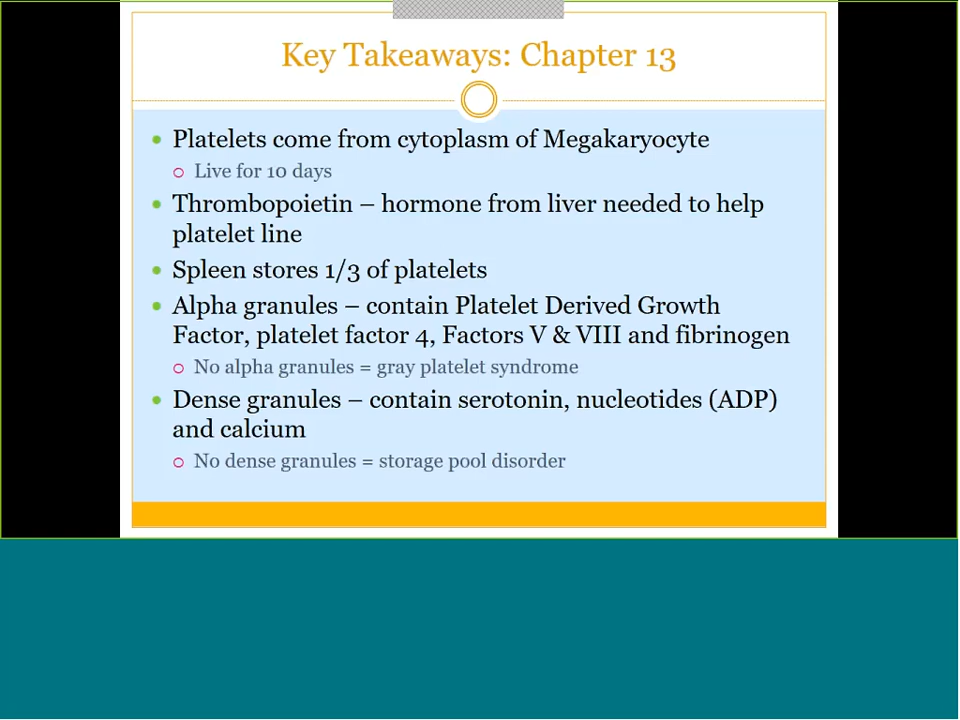 Key Takeaways: Chapter 13
Platelets come from cytoplasm of Megakaryocyte
Live for 10 days
Thrombopoietin – hormone from liver needed to help
platelet line
Spleen stores 1/3 of platelets
Alpha granules – contain Platelet Derived Growth
Factor, platelet factor 4, Factors V & VIII and fibrinogen
No alpha granules = gray platelet syndrome
Dense granules – contain serotonin, nucleotides (ADP)
and calcium
No dense granules = storage pool disorder